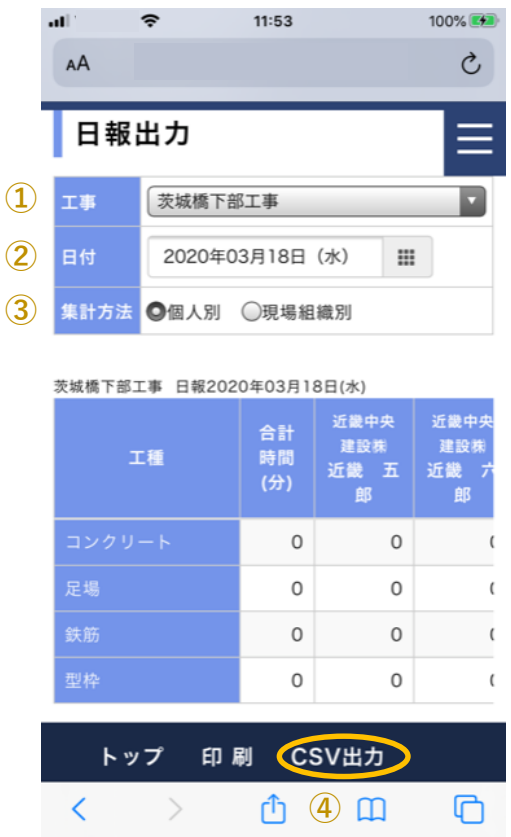 11:53 100%
AA
日報出力
① 工事 茨城橋下部工事
② 日付 2020年03月18日（水）
③ 集計方法 個人別 現場組織別
茨城橋下部工事 日報2020年03月18日(水)
工種 合計時間(分) 近畿中央建設㈱近畿 五郎 近畿中央建設㈱近畿 六郎
コンクリート 0 0 0
足場 0 0 0
鉄筋 0 0 0
型枠 0 0 0
トップ 印刷 CSV出力
④